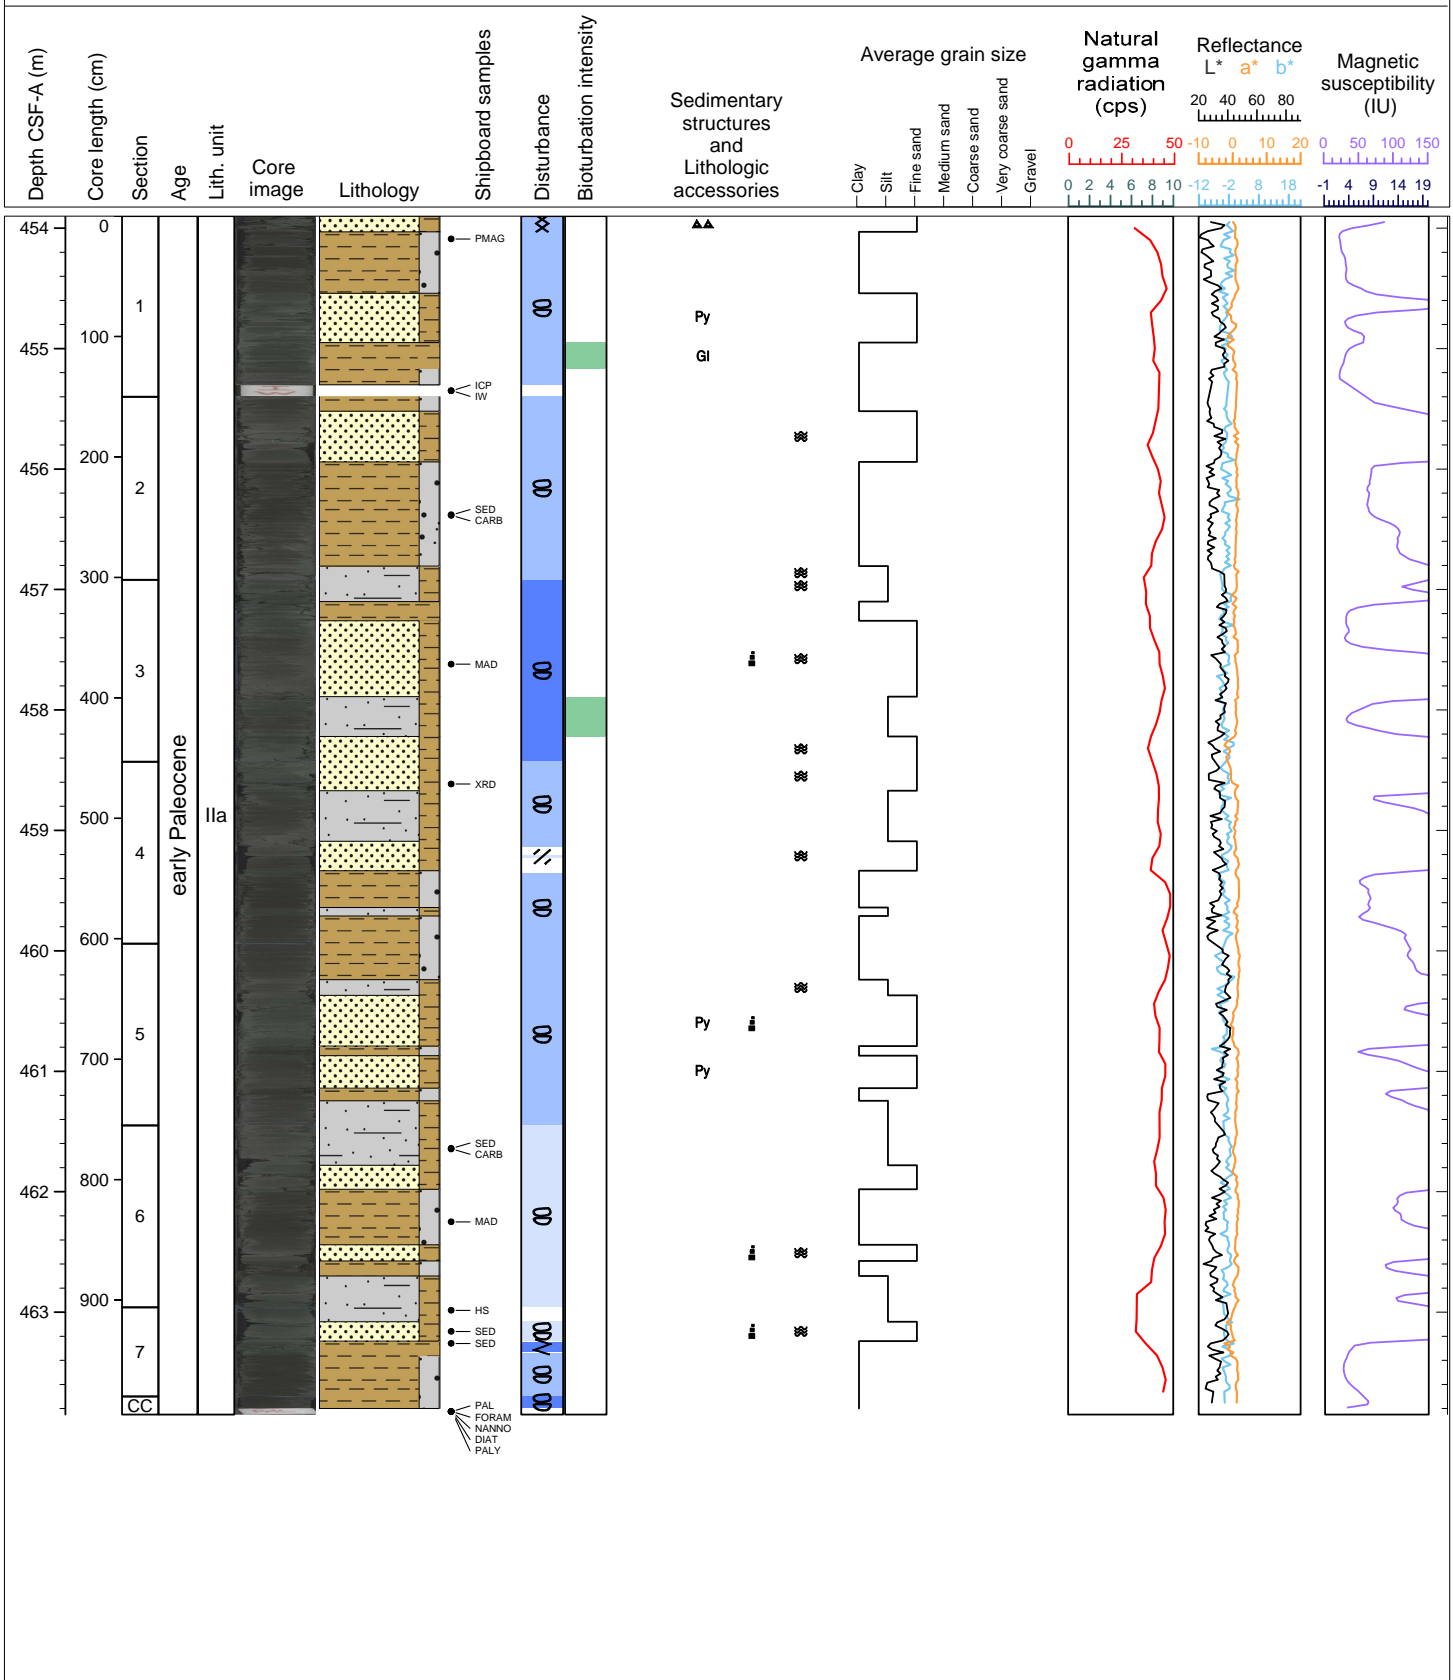 Depth CSF-A (m)
Core length (cm)
Section
Age
Lith. unit
Core
image
Lithology
Shipboard samples
Disturbance
Bioturbation intensity
Sedimentary
structures
and
Lithologic
accessories
Average grain size
Clay
Silt
Fine sand
Medium sand
Coarse sand
Very coarse sand
Gravel
Natural
gamma
radiation
(cps)
0 25 50
0 2 4 6 8 10
Reflectance
L* a* b*
20 40 60 80
-10 0 10 20
-12 -2 8 18
Magnetic
susceptibility
(IU)
0 50 100 150
-1 4 9 14 19
454
455
456
457
458
459
460
461
462
463
0
100
200
300
400
500
600
700
800
900
1
2
3
4
5
6
7
CC
early Paleocene
IIa
PMAG
ICP
IW
SED
CARB
MAD
XRD
SED
CARB
MAD
HS
SED
SED
PAL
FORAM
NANNO
DIAT
PALY
Py
Gl
Py
Py